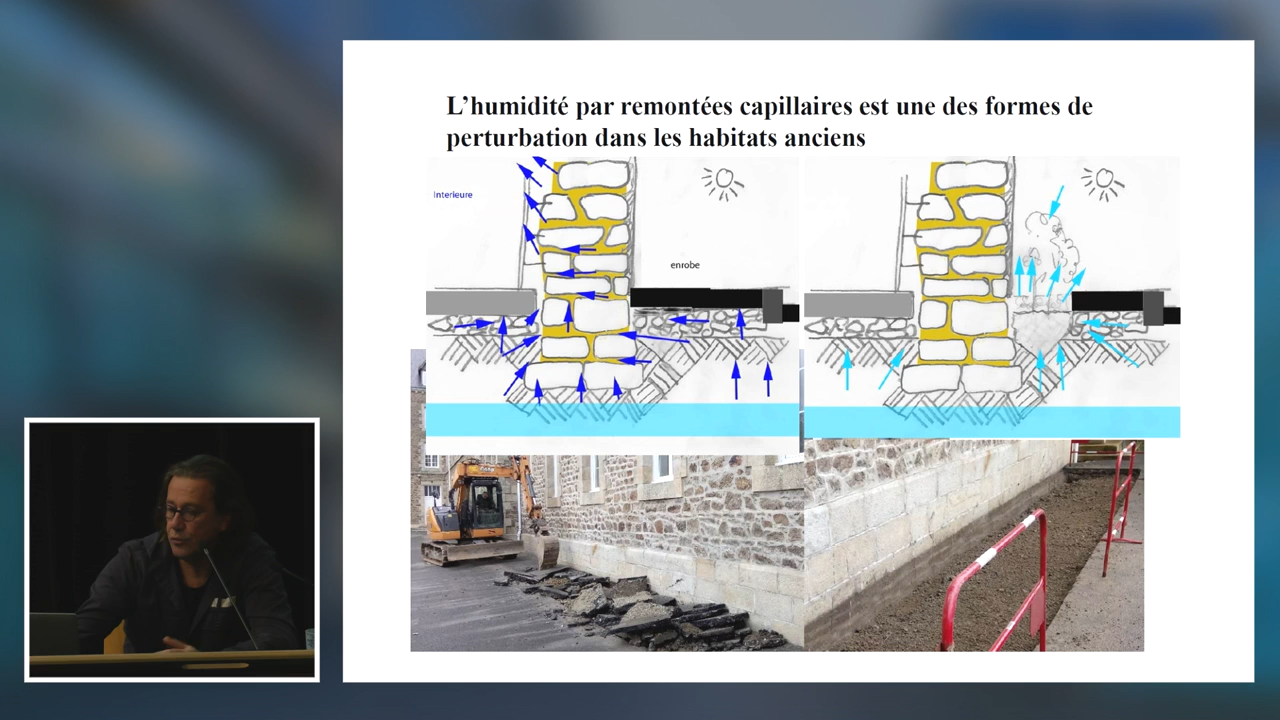 L'humidité par remontées capillaires est une des formes de
perturbation dans les habitats anciens
Interieure
enrobe